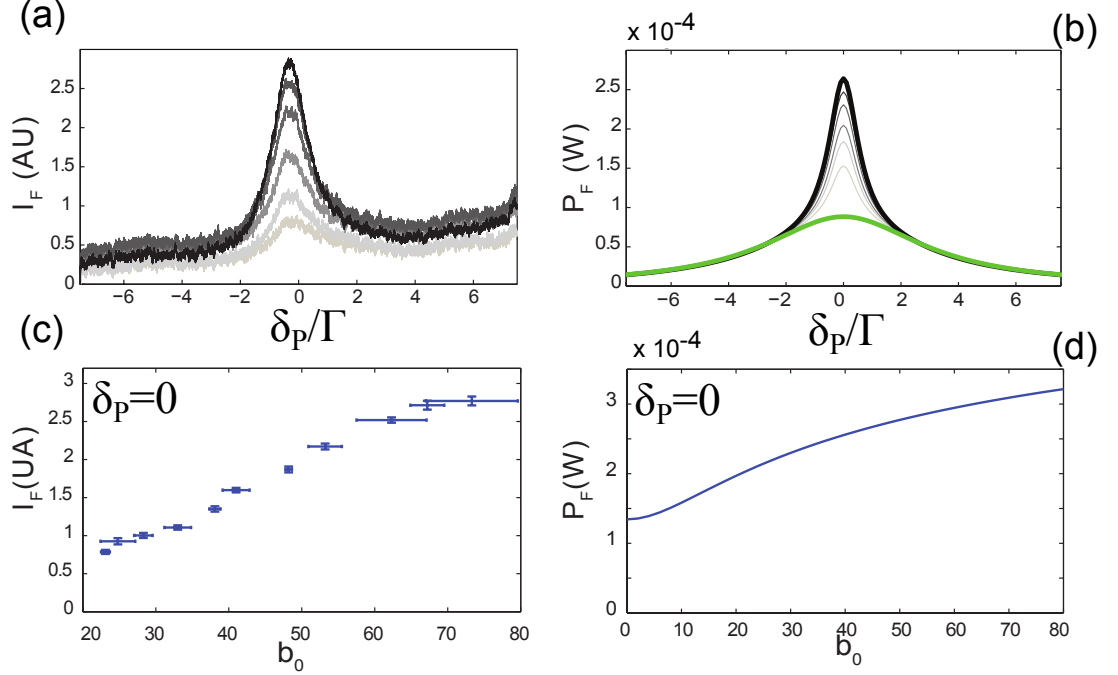 (a)
I_F (AU)
2.5
2
1.5
1
0.5
0
−6 −4 −2 0 2 4 6
δ_P/Γ
(b)
x 10^-4
P_F (W)
2.5
2
1.5
1
0.5
0
−6 −4 −2 0 2 4 6
δ_P/Γ
(c)
δ_P=0
I_F(UA)
3
2.5
2
1.5
1
0.5
0
20 30 40 50 60 70 80
b_0
(d)
x 10^-4
δ_P=0
P_F(W)
3
2
1
0
0 10 20 30 40 50 60 70 80
b_0